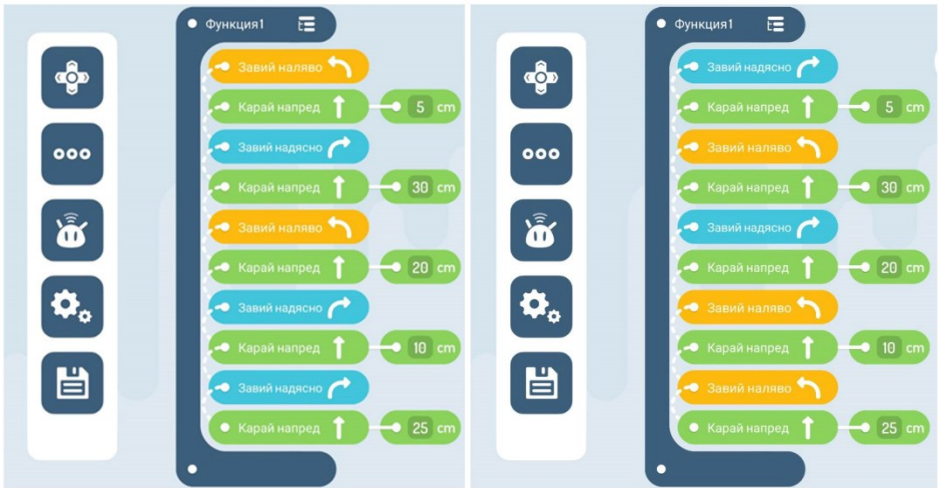 Функция1
Завий наляво
Карай напред 5 cm
Завий надясно
Карай напред 30 cm
Завий наляво
Карай напред 20 cm
Завий надясно
Карай напред 10 cm
Завий надясно
Карай напред 25 cm
Функция1
Завий надясно
Карай напред 5 cm
Завий наляво
Карай напред 30 cm
Завий надясно
Карай напред 20 cm
Завий наляво
Карай напред 10 cm
Завий наляво
Карай напред 25 cm